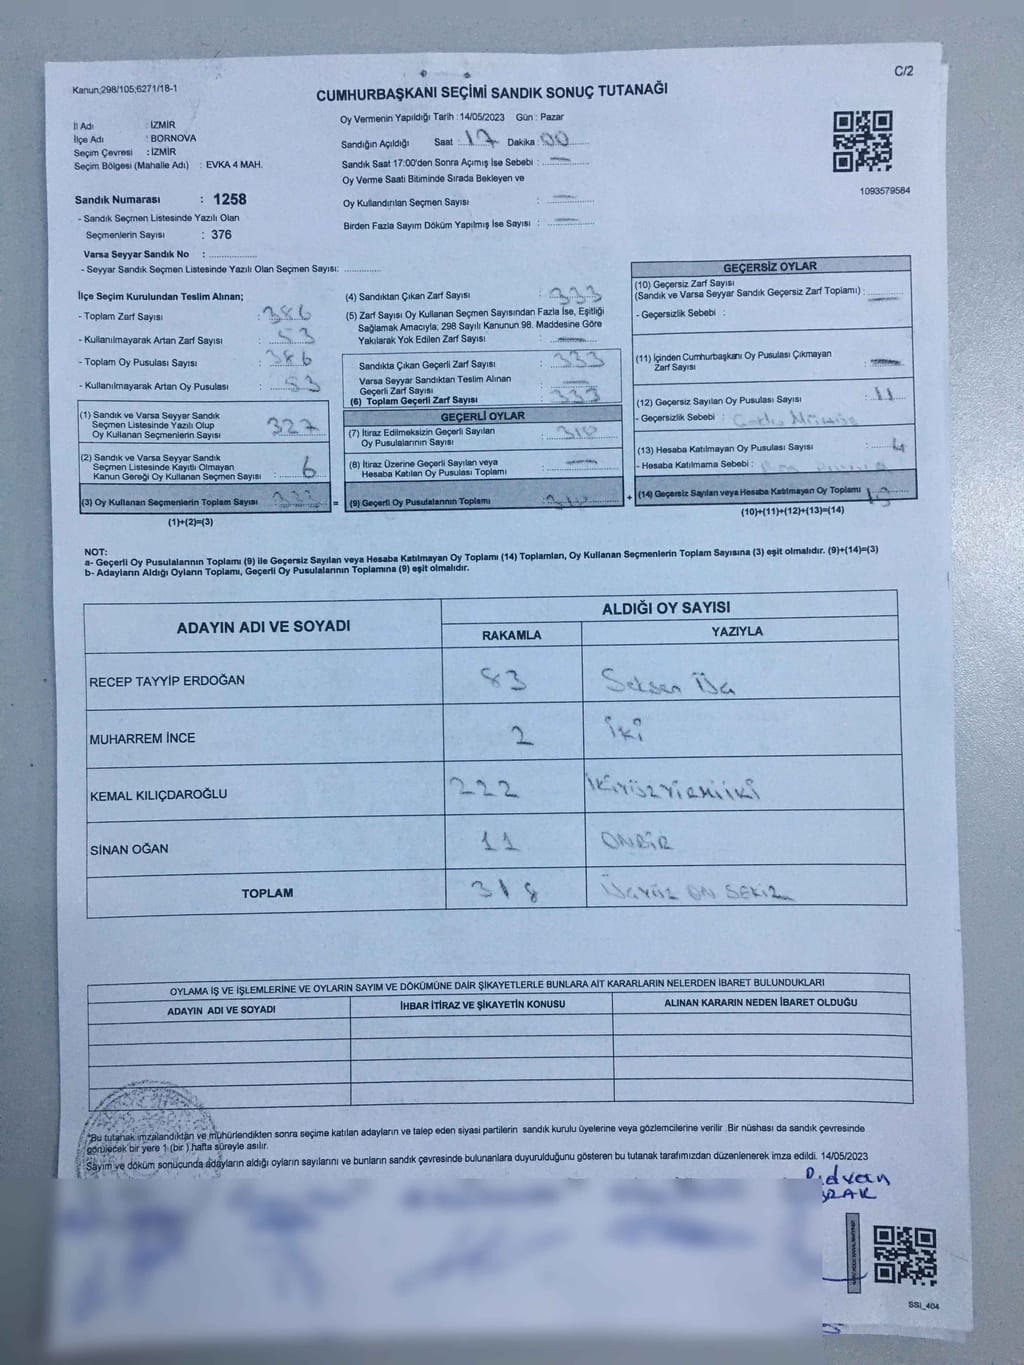 C/2
Kanun,298/105;6271/18-1
CUMHURBAŞKANI SEÇİMİ SANDIK SONUÇ TUTANAĞI
İl Adı : İZMİR
İlçe Adı : BORNOVA
Seçim Çevresi : İZMİR
Seçim Bölgesi (Mahalle Adı) : EVKA 4 MAH.
Oy Vermenin Yapıldığı Tarih :14/05/2023 Gün : Pazar
Sandığın Açıldığı Saat : 17 Dakika : 00
Sandık Saat 17:00'den Sonra Açımış İse Sebebi : —
Oy Verme Saati Bitiminde Sırada Bekleyen ve
Oy Kullandırılan Seçmen Sayısı : —
Birden Fazla Sayım Döküm Yapılmış İse Sayısı : —
1093579584
Sandık Numarası : 1258
- Sandık Seçmen Listesinde Yazılı Olan
Seçmenlerin Sayısı : 376
Varsa Seyyar Sandık No : ................
- Seyyar Sandık Seçmen Listesinde Yazılı Olan Seçmen Sayısı: ............
İlçe Seçim Kurulundan Teslim Alınan;
- Toplam Zarf Sayısı : 386
- Kullanılmayarak Artan Zarf Sayısı : 53
- Toplam Oy Pusulası Sayısı : 386
- Kullanılmayarak Artan Oy Pusulası : 53
(1) Sandık ve Varsa Seyyar Sandık
Seçmen Listesinde Yazılı Olup
Oy Kullanan Seçmenlerin Sayısı : 327
(2) Sandık ve Varsa Seyyar Sandık
Seçmen Listesinde Kayıtlı Olmayan
Kanun Gereği Oy Kullanan Seçmen Sayısı : 6
(3) Oy Kullanan Seçmenlerin Toplam Sayısı : 333
(1)+(2)=(3)
(4) Sandıktan Çıkan Zarf Sayısı : 333
(5) Zarf Sayısı Oy Kullanan Seçmen Sayısından Fazla İse, Eşitliği
Sağlamak Amacıyla; 298 Sayılı Kanunun 98. Maddesine Göre
Yakılarak Yok Edilen Zarf Sayısı : —
Sandıkta Çıkan Geçerli Zarf Sayısı : 333
Varsa Seyyar Sandıktan Teslim Alınan
Geçerli Zarf Sayısı : —
(6) Toplam Geçerli Zarf Sayısı : 333
GEÇERLİ OYLAR
(7) İtiraz Edilmeksizin Geçerli Sayılan
Oy Pusulalarının Sayısı : 318
(8) İtiraz Üzerine Geçerli Sayılan veya
Hesaba Katılan Oy Pusulası Toplamı : —
= (9) Geçerli Oy Pusulalarının Toplamı : 318
GEÇERSİZ OYLAR
(10) Geçersiz Zarf Sayısı
(Sandık ve Varsa Seyyar Sandık Geçersiz Zarf Toplamı) : —
- Geçersizlik Sebebi :
(11) İçinden Cumhurbaşkanı Oy Pusulası Çıkmayan
Zarf Sayısı : —
(12) Geçersiz Sayılan Oy Pusulası Sayısı : 11
- Geçersizlik Sebebi :
(13) Hesaba Katılmayan Oy Pusulası Sayısı : 4
- Hesaba Katılmama Sebebi :
+ (14) Geçersiz Sayılan veya Hesaba Katılmayan Oy Toplamı
(10)+(11)+(12)+(13)=(14)
NOT:
a- Geçerli Oy Pusulalarının Toplamı (9) ile Geçersiz Sayılan veya Hesaba Katılmayan Oy Toplamı (14) Toplamları, Oy Kullanan Seçmenlerin Toplam Sayısına (3) eşit olmalıdır. (9)+(14)=(3)
b- Adayların Aldığı Oyların Toplamı, Geçerli Oy Pusulalarının Toplamına (9) eşit olmalıdır.
ADAYIN ADI VE SOYADI
ALDIĞI OY SAYISI
RAKAMLA YAZIYLA
RECEP TAYYİP ERDOĞAN 83 Seksen Üç
MUHARREM İNCE 2 İki
KEMAL KILIÇDAROĞLU 222 İKİYÜZYİRMİİKİ
SİNAN OĞAN 11 ONBİR
TOPLAM 318 ÜÇYÜZ ON SEKİZ
OYLAMA İŞ VE İŞLEMLERİNE VE OYLARIN SAYIM VE DÖKÜMÜNE DAİR ŞİKAYETLERLE BUNLARA AİT KARARLARIN NELERDEN İBARET BULUNDUKLARI
ADAYIN ADI VE SOYADI İHBAR İTİRAZ VE ŞİKAYETİN KONUSU ALINAN KARARIN NEDEN İBARET OLDUĞU
"Bu tutanak imzalandıktan ve mühürlendikten sonra seçime katılan adayların ve talep eden siyasi partilerin sandık kurulu üyelerine veya gözlemcilerine verilir .Bir nüshası da sandık çevresinde
görülecek bir yere 1 (bir ) hafta süreyle asılır.
Sayım ve döküm sonucunda adayların aldığı oyların sayılarını ve bunların sandık çevresinde bulunanlara duyurulduğunu gösteren bu tutanak tarafımızdan düzenlenerek imza edildi. 14/05/2023
Rıdvan
SSİ_404